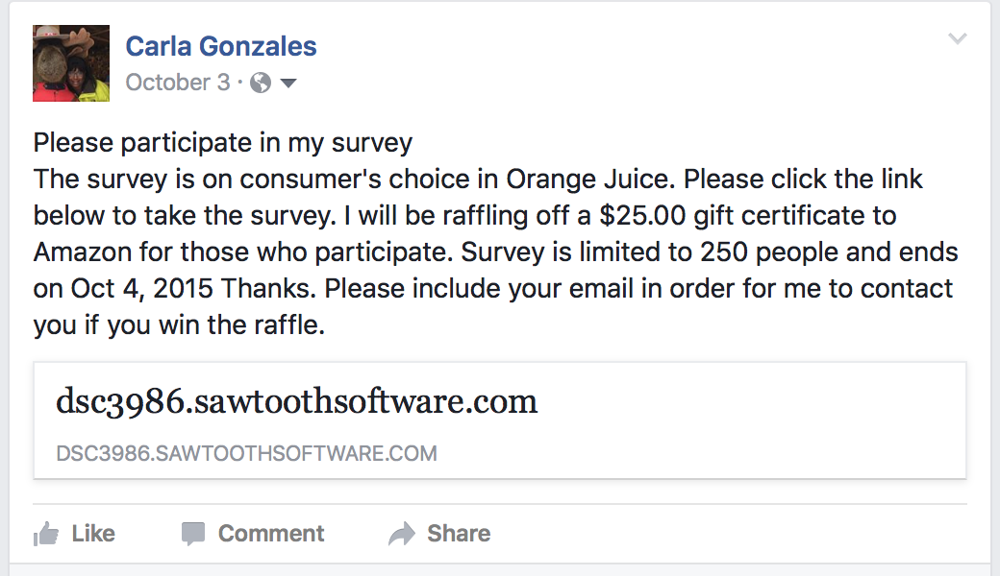 Carla Gonzales
October 3 ·
Please participate in my survey
The survey is on consumer's choice in Orange Juice. Please click the link
below to take the survey. I will be raffling off a $25.00 gift certificate to
Amazon for those who participate. Survey is limited to 250 people and ends
on Oct 4, 2015 Thanks. Please include your email in order for me to contact
you if you win the raffle.
dsc3986.sawtoothsoftware.com
DSC3986.SAWTOOTHSOFTWARE.COM
Like Comment Share